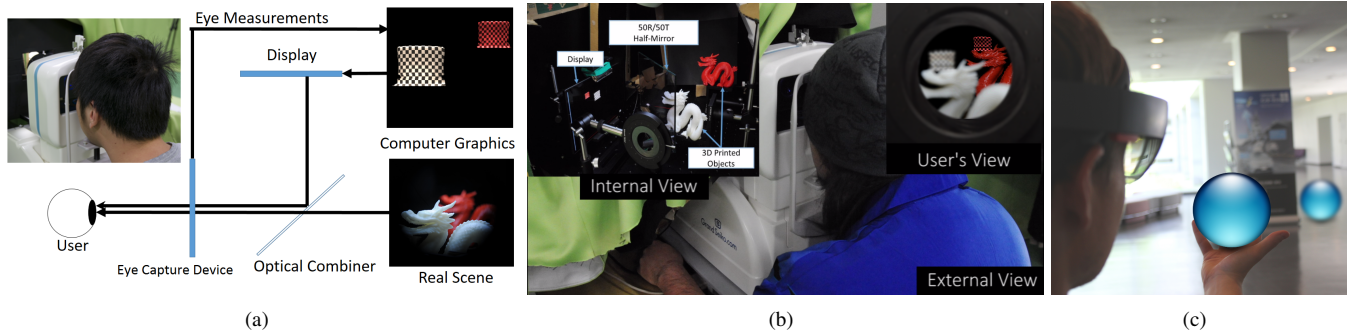 Eye Measurements
Display
Computer Graphics
User
Eye Capture Device
Optical Combiner
Real Scene
(a)
50R/50T
Half-Mirror
Display
3D Printed
Objects
Internal View
User's View
External View
(b)
(c)